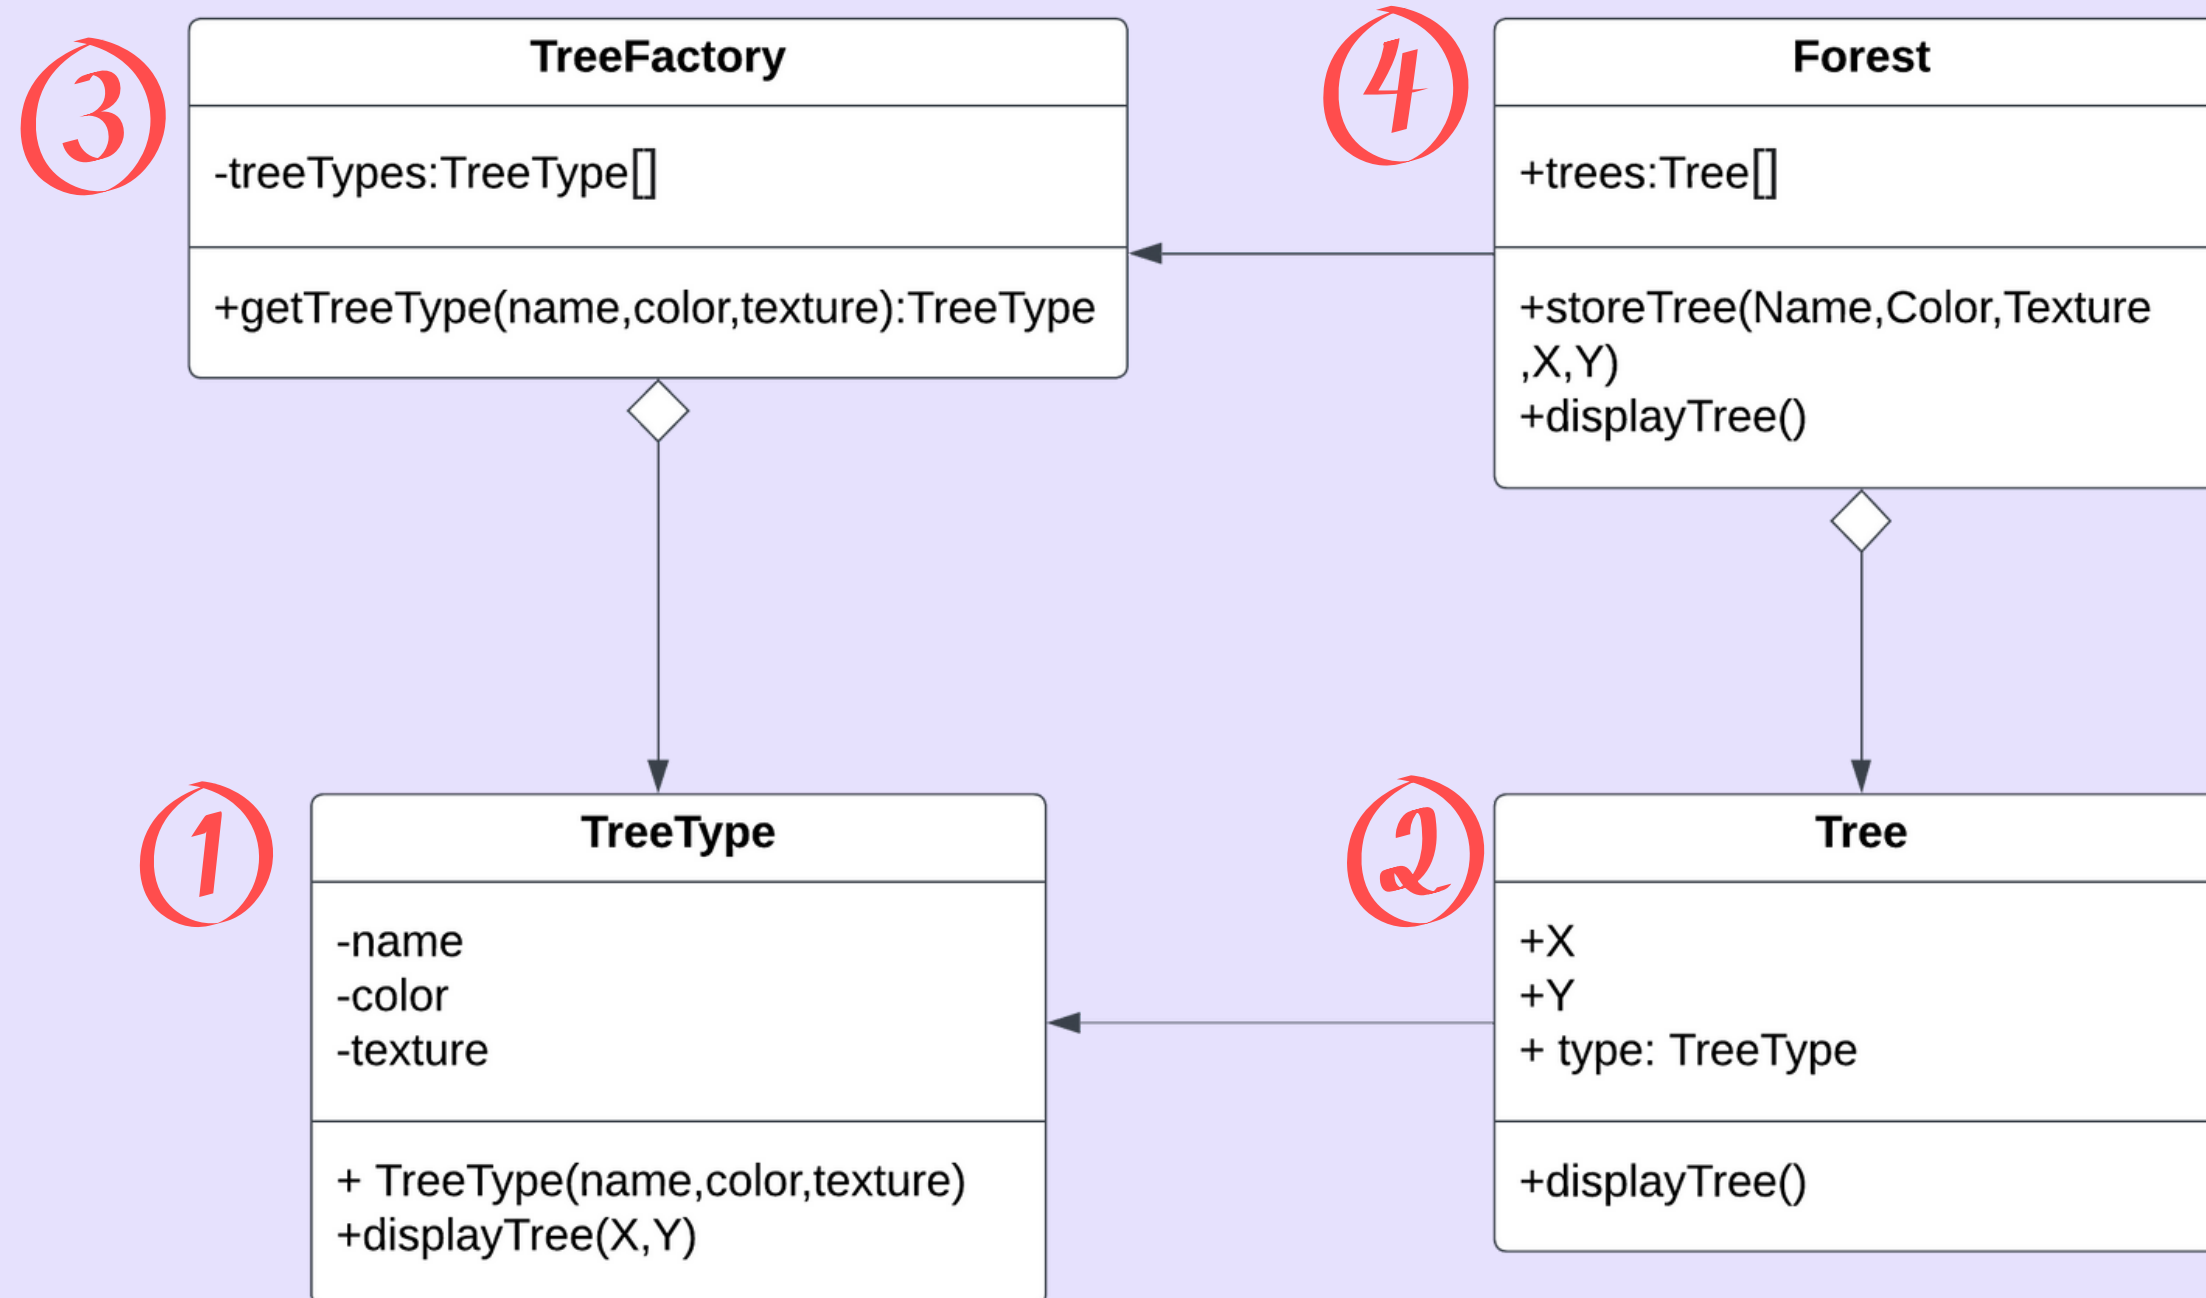 3
TreeFactory
-treeTypes:TreeType[]
+getTreeType(name,color,texture):TreeType
4
Forest
+trees:Tree[]
+storeTree(Name,Color,Texture
,X,Y)
+displayTree()
1
TreeType
-name
-color
-texture
+ TreeType(name,color,texture)
+displayTree(X,Y)
2
Tree
+X
+Y
+ type: TreeType
+displayTree()